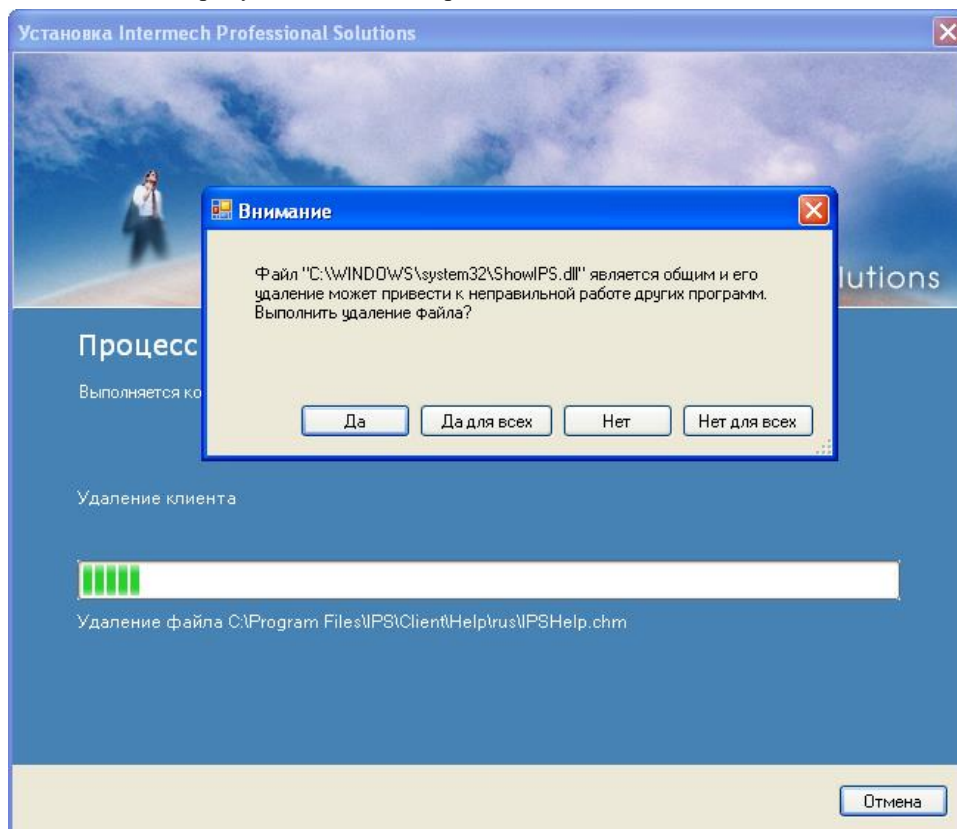 Установка Intermech Professional Solutions
Внимание
Файл "C:\WINDOWS\system32\ShowIPS.dll" является общим и его
удаление может привести к неправильной работе других программ.
Выполнить удаление файла?
lutions
Процесс
Выполняется ко
Да
Да для всех
Нет
Нет для всех
Удаление клиента
Удаление файла C:\Program Files\IPS\Client\Help\rus\IPSHelp.chm
Отмена